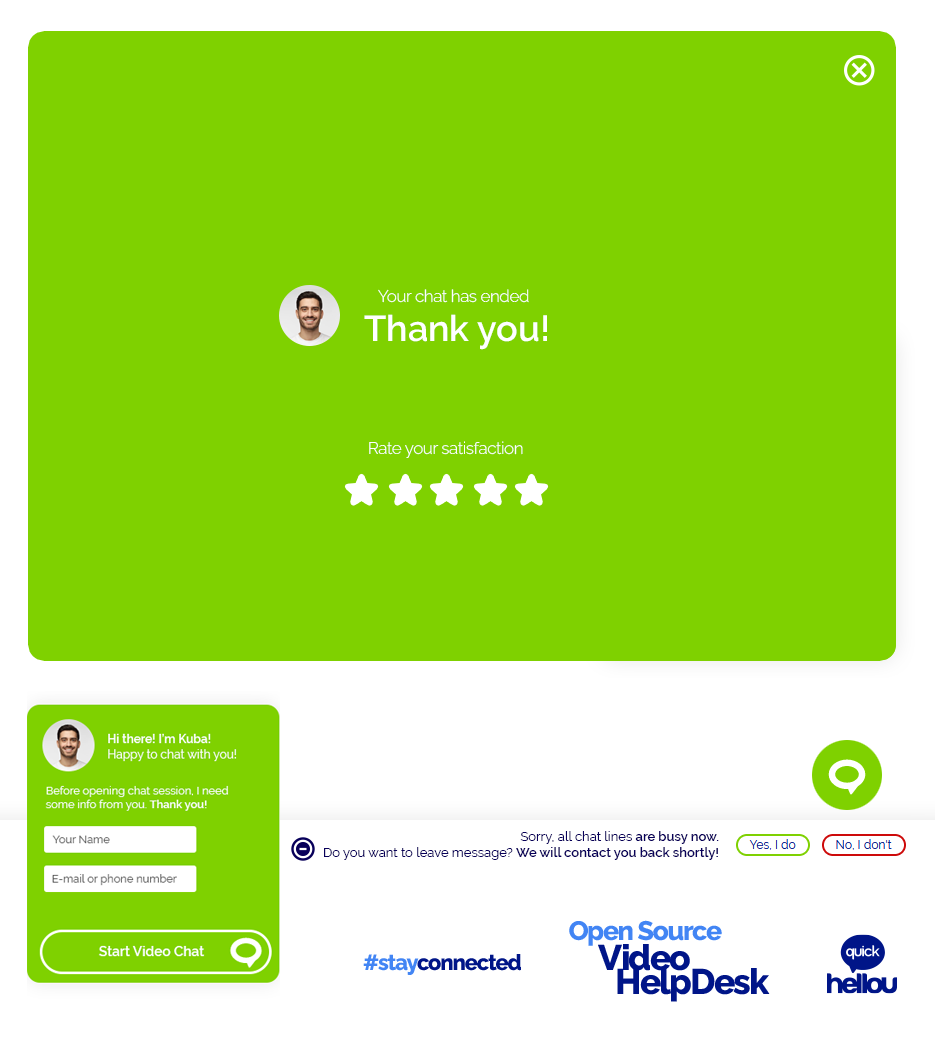 Your chat has ended
Thank you!
Rate your satisfaction
Hi there! I'm Kuba!
Happy to chat with you!
Before opening chat session, I need
some info from you. Thank you!
Your Name
E-mail or phone number
Start Video Chat
Sorry, all chat lines are busy now.
Do you want to leave message? We will contact you back shortly!
Yes, I do
No, I don't
#stayconnected
Open Source
Video
HelpDesk
quick
hellou